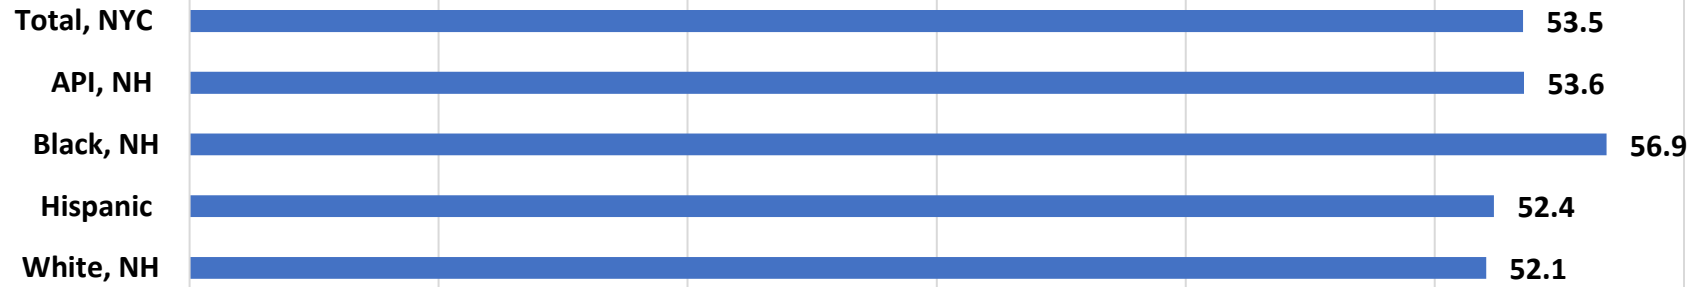 Total, NYC 53.5
API, NH 53.6
Black, NH 56.9
Hispanic 52.4
White, NH 52.1